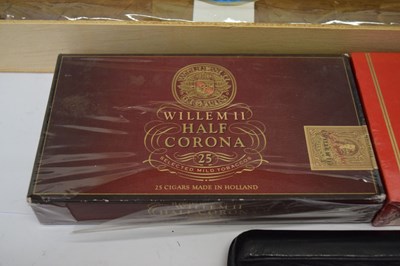 WILLEM II
HALF
CORONA
25
SELECTED MILD TOBACCOS
25 CIGARS MADE IN HOLLAND